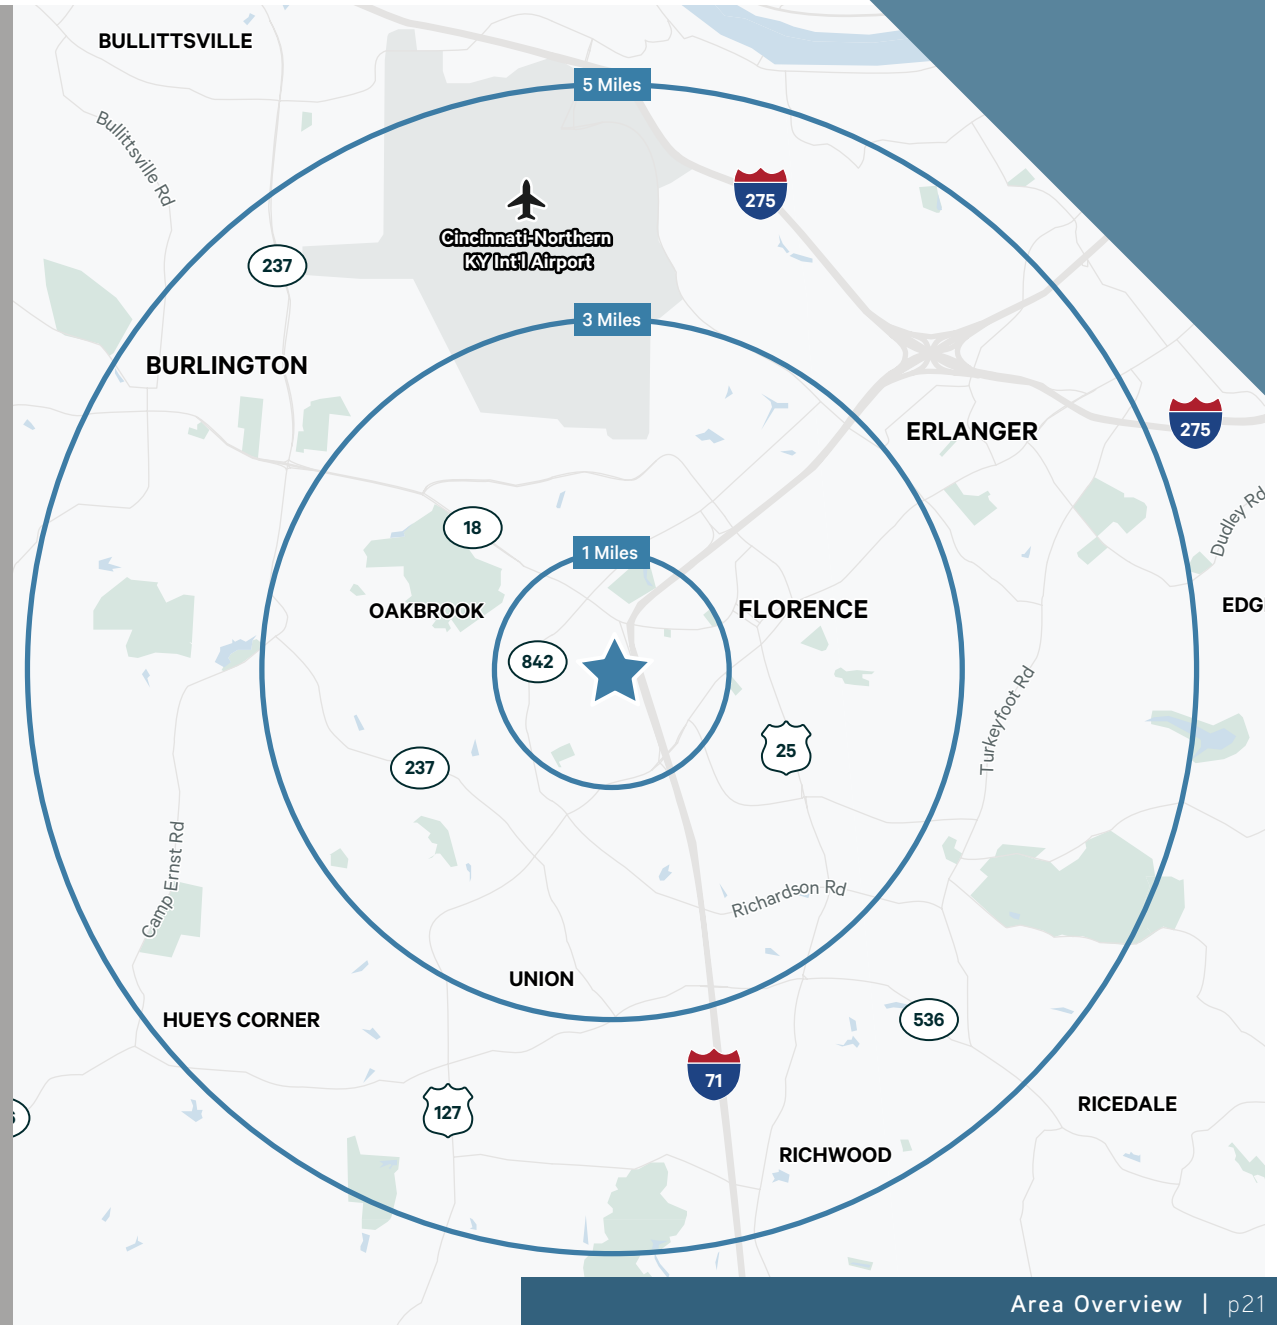 BULLITTSVILLE
5 Miles
Bullittsville Rd
275
Cincinnati-Northern
KY Int'l Airport
237
3 Miles
BURLINGTON
275
ERLANGER
Dudley Rd
18
1 Miles
OAKBROOK
FLORENCE
842
Turkeyfoot Rd
25
237
Camp Ernst Rd
Richardson Rd
UNION
HUEYS CORNER
536
71
127
RICEDALE
RICHWOOD
Area Overview | p21